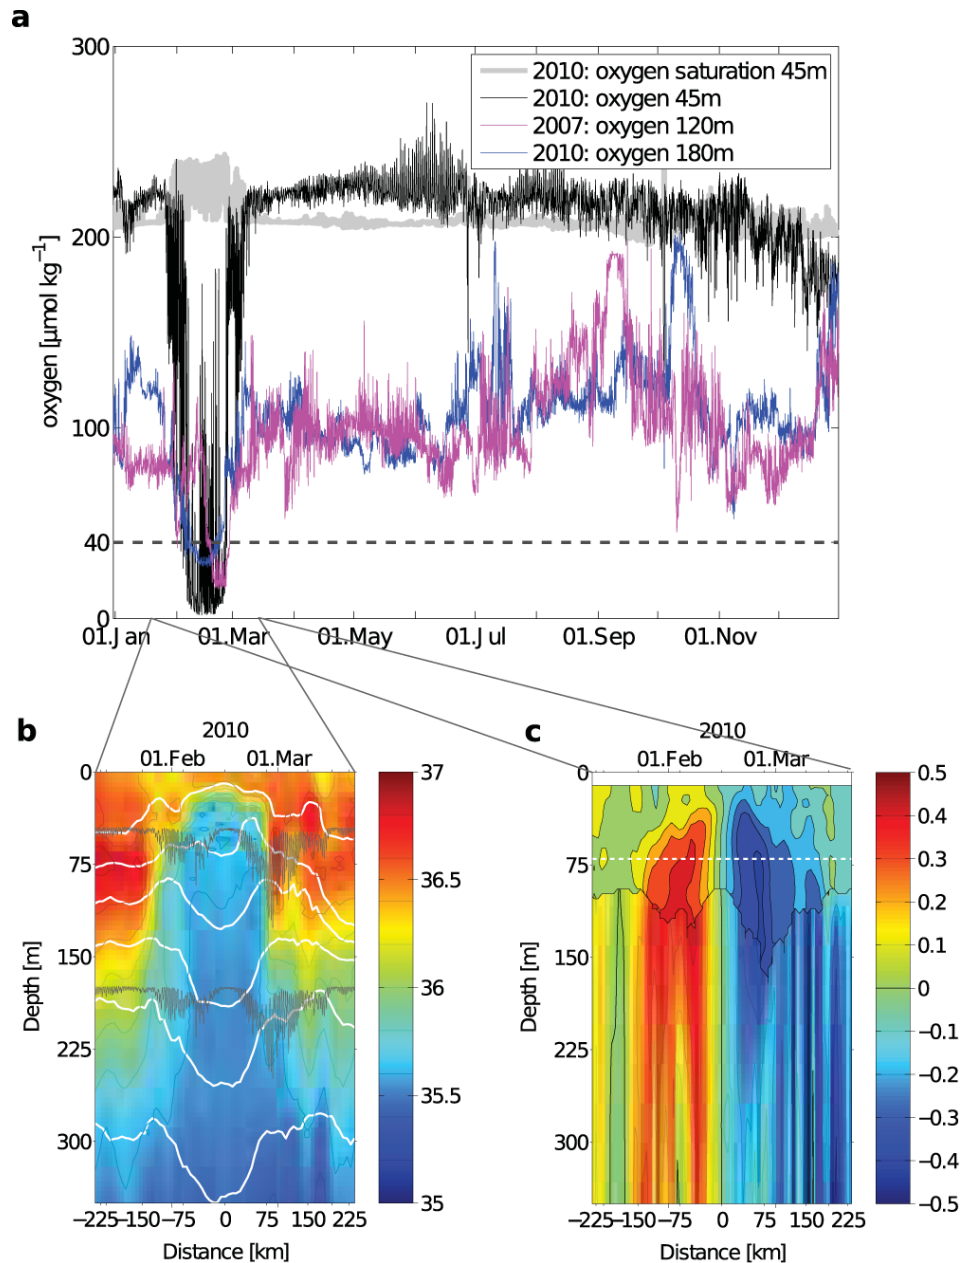 a
300
200
100
40
0
oxygen [μmol kg⁻¹]
2010: oxygen saturation 45m
2010: oxygen 45m
2007: oxygen 120m
2010: oxygen 180m
01.Jan 01.Mar 01.May 01.Jul 01.Sep 01.Nov
b
2010
01.Feb 01.Mar
0
75
150
225
300
Depth [m]
−225 −150 −75 0 75 150 225
Distance [km]
37
36.5
36
35.5
35
c
2010
01.Feb 01.Mar
0
75
150
225
300
Depth [m]
−225 −150 −75 0 75 150 225
Distance [km]
0.5
0.4
0.3
0.2
0.1
0
−0.1
−0.2
−0.3
−0.4
−0.5